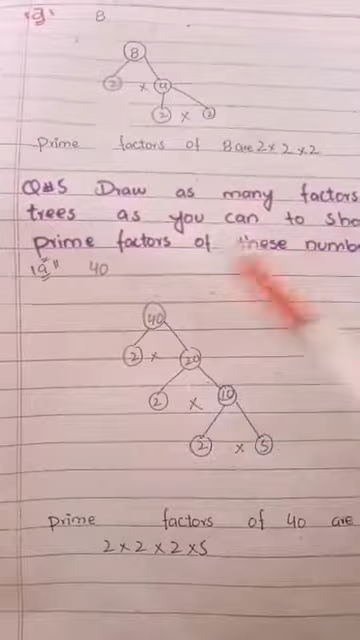 "g" 8
8
2 × 4
2 × 2
Prime factors of 8 are 2 × 2 × 2
Q#5 Draw as many factors
trees as you can to sho
prime factors of these numb
"a" 40
40
2 × 20
2 × 10
2 × 5
Prime factors of 40 are
2 × 2 × 2 × 5